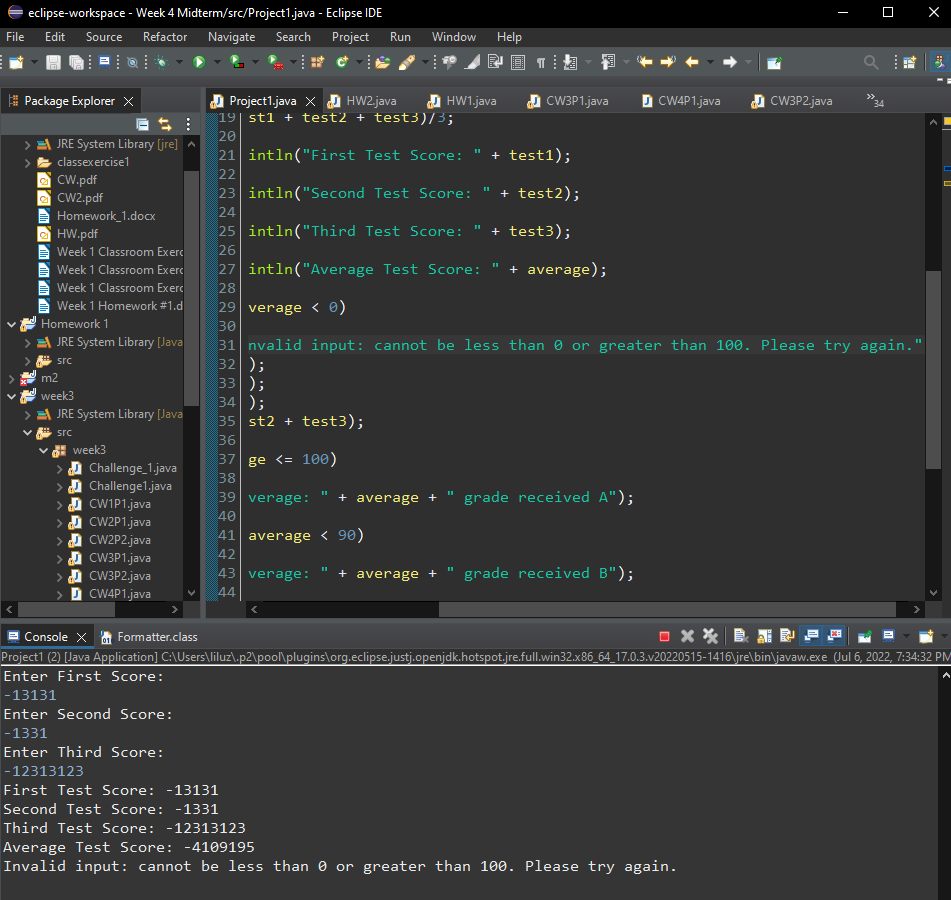 eclipse-workspace - Week 4 Midterm/src/Project1.java - Eclipse IDE
File Edit Source Refactor Navigate Search Project Run Window Help
Package Explorer
Project1.java HW2.java HW1.java CW3P1.java CW4P1.java CW3P2.java »34
JRE System Library [jre]
classexercise1
CW.pdf
CW2.pdf
Homework_1.docx
HW.pdf
Week 1 Classroom Exerc
Week 1 Classroom Exerc
Week 1 Classroom Exerc
Week 1 Homework #1.d
Homework 1
JRE System Library [Java
src
m2
week3
JRE System Library [Java
src
week3
Challenge_1.java
Challenge1.java
CW1P1.java
CW2P1.java
CW2P2.java
CW3P1.java
CW3P2.java
CW4P1.java
19 st1 + test2 + test3)/3;
20
21 intln("First Test Score: " + test1);
22
23 intln("Second Test Score: " + test2);
24
25 intln("Third Test Score: " + test3);
26
27 intln("Average Test Score: " + average);
28
29 verage < 0)
30
31 nvalid input: cannot be less than 0 or greater than 100. Please try again."
32 );
33 );
34 );
35 st2 + test3);
36
37 ge <= 100)
38
39 verage: " + average + " grade received A");
40
41 average < 90)
42
43 verage: " + average + " grade received B");
44
Console Formatter.class
Project1 (2) [Java Application] C:\Users\liluz\.p2\pool\plugins\org.eclipse.justj.openjdk.hotspot.jre.full.win32.x86_64_17.0.3.v20220515-1416\jre\bin\javaw.exe (Jul 6, 2022, 7:34:32 PM
Enter First Score:
-13131
Enter Second Score:
-1331
Enter Third Score:
-12313123
First Test Score: -13131
Second Test Score: -1331
Third Test Score: -12313123
Average Test Score: -4109195
Invalid input: cannot be less than 0 or greater than 100. Please try again.